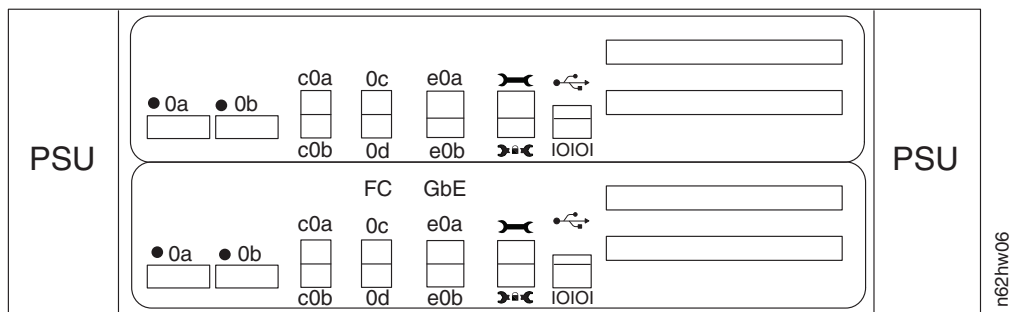 c0a 0c e0a
0a 0b
c0b 0d e0b IOIOI
PSU
PSU
FC GbE
c0a 0c e0a
0a 0b
c0b 0d e0b IOIOI
n62hw06